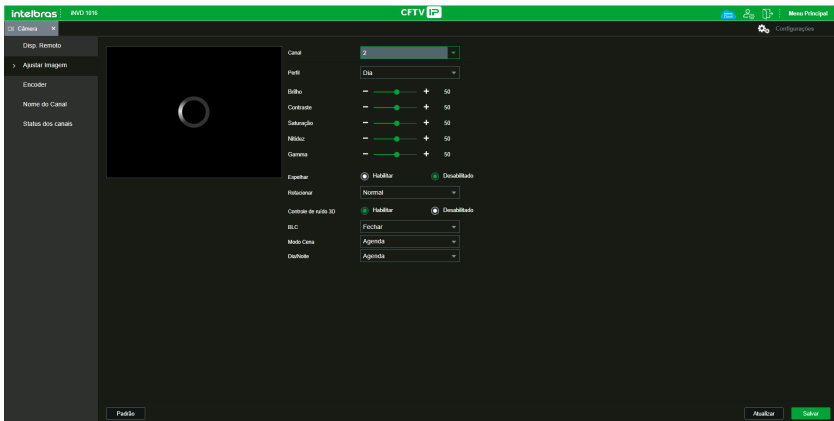 intelbras iNVD 1016 CFTV IP Menu Principal
Câmera × Configurações
Disp. Remoto
> Ajustar Imagem
Encoder
Nome do Canal
Status dos canais
Canal 2
Perfil Dia
Brilho − + 50
Contraste − + 50
Saturação − + 50
Nitidez − + 50
Gamma − + 50
Espelhar Habilitar Desabilitado
Rotacionar Normal
Controle de ruído 3D Habilitar Desabilitado
BLC Fechar
Modo Cena Agenda
Dia/Noite Agenda
Padrão Atualizar Salvar